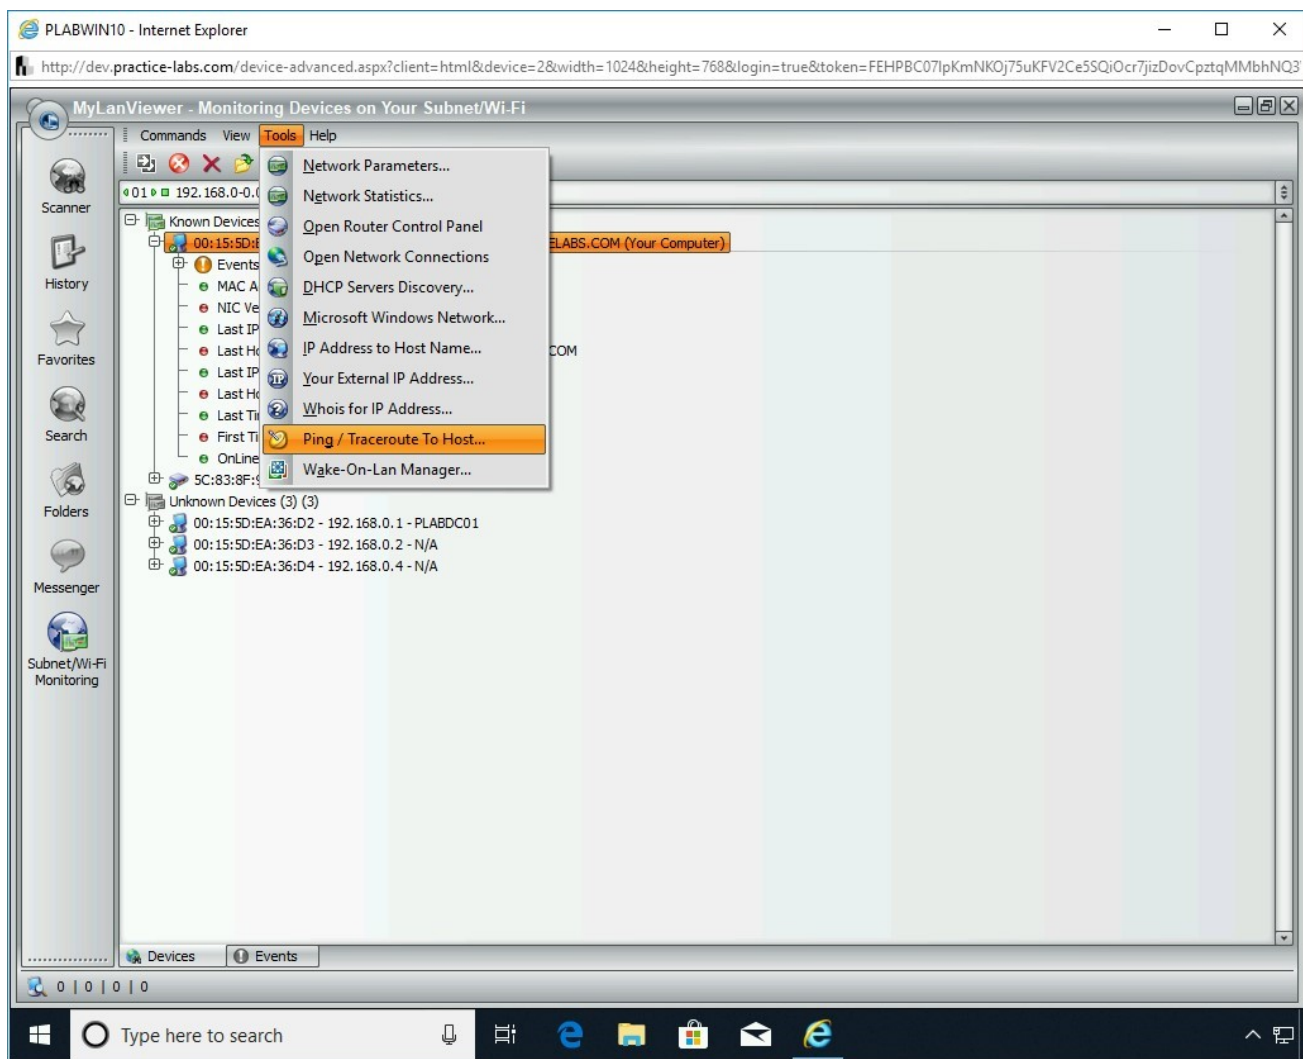 PLABWIN10 - Internet Explorer
http://dev.practice-labs.com/device-advanced.aspx?client=html&device=2&width=1024&height=768&login=true&token=
MyLanViewer - Monitoring Devices on Your Subnet/Wi-Fi
Commands View Tools Help
Network Parameters...
Network Statistics...
Open Router Control Panel
Open Network Connections
DHCP Servers Discovery...
Microsoft Windows Network...
IP Address to Host Name...
Your External IP Address...
Whois for IP Address...
Ping / Traceroute To Host...
Wake-On-Lan Manager...
Scanner
History
Favorites
Search
Folders
Messenger
Subnet/Wi-Fi
Monitoring
01 192.168.0-0.
Known Devices
00:15:5D: ELABS.COM (Your Computer)
Events
MAC A
NIC Ve
Last IP
Last Ho COM
Last IP
Last Ho
Last Ti
First Ti
OnLine
5C:83:8F:
Unknown Devices (3) (3)
00:15:5D:EA:36:D2 - 192.168.0.1 - PLABDC01
00:15:5D:EA:36:D3 - 192.168.0.2 - N/A
00:15:5D:EA:36:D4 - 192.168.0.4 - N/A
Devices Events
0 | 0 | 0 | 0
Type here to search